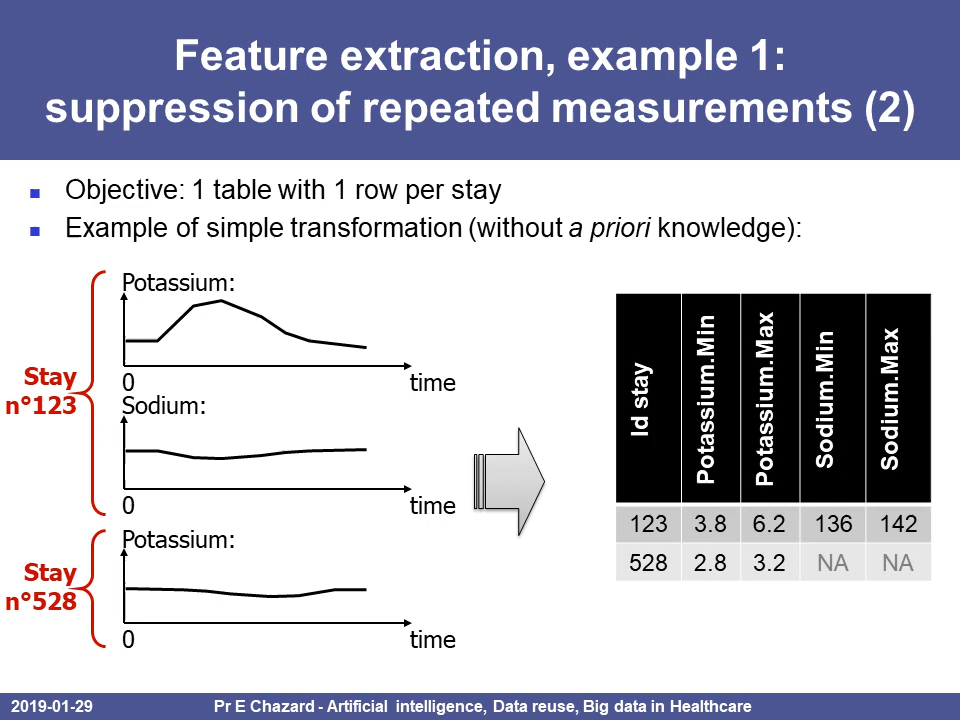 Feature extraction, example 1:
suppression of repeated measurements (2)
Objective: 1 table with 1 row per stay
Example of simple transformation (without a priori knowledge):
Stay
n°123
Potassium:
0
time
Sodium:
0
time
Stay
n°528
Potassium:
0
time
Id stay Potassium.Min Potassium.Max Sodium.Min Sodium.Max
123 3.8 6.2 136 142
528 2.8 3.2 NA NA
2019-01-29 Pr E Chazard - Artificial intelligence, Data reuse, Big data in Healthcare